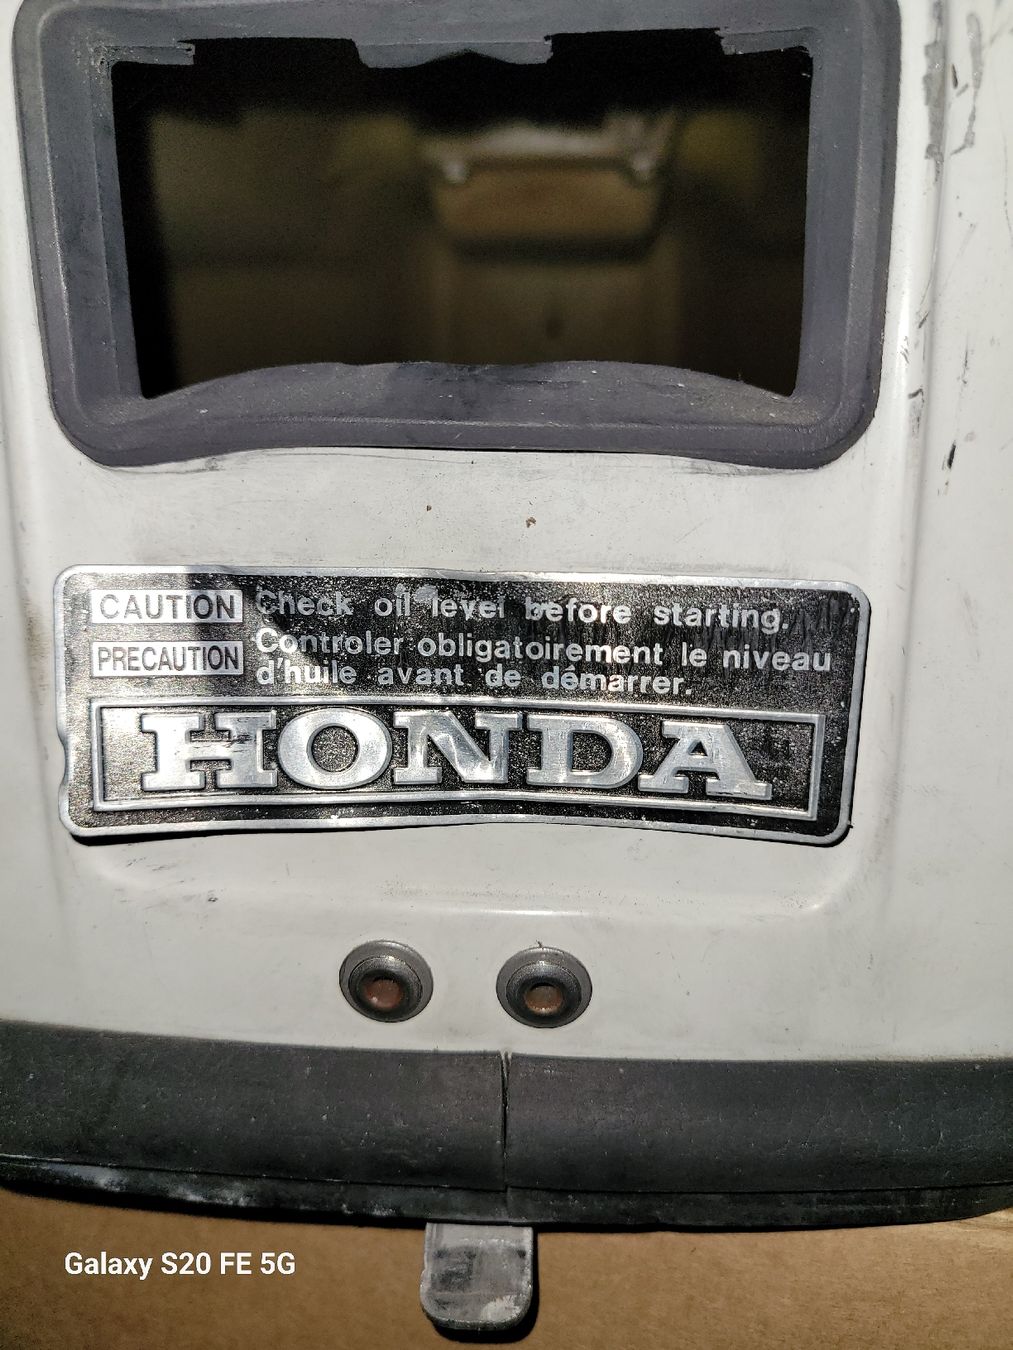 CAUTION Check oil level before starting.
PRECAUTION Controler obligatoirement le niveau
d'huile avant de démarrer.
HONDA
Galaxy S20 FE 5G